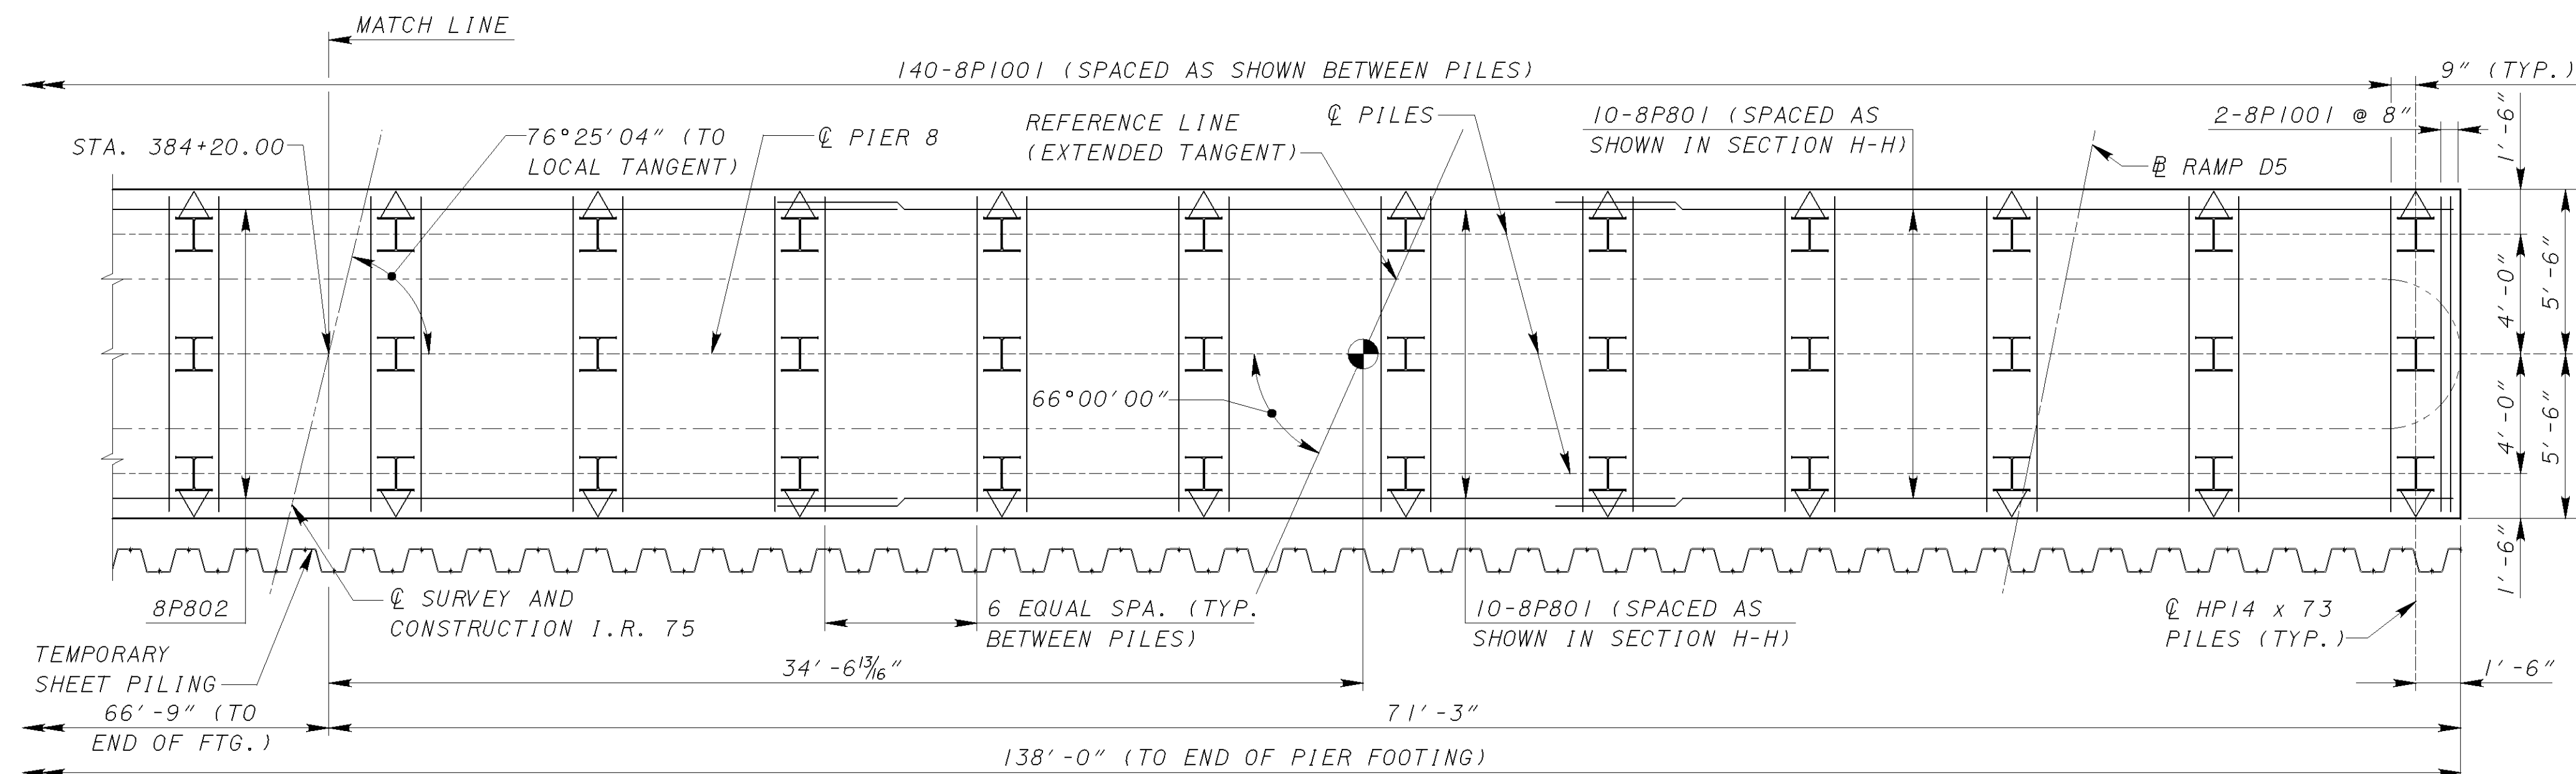 MATCH LINE
140-8P1001 (SPACED AS SHOWN BETWEEN PILES)
9" (TYP.)
STA. 384+20.00
76°25'04" (TO
LOCAL TANGENT)
℄ PIER 8
REFERENCE LINE
(EXTENDED TANGENT)
℄ PILES
10-8P801 (SPACED AS
SHOWN IN SECTION H-H)
2-8P1001 @ 8"
1'-6"
B̲L̲ RAMP D5
4'-0"
5'-6"
66°00'00"
4'-0"
5'-6"
1'-6"
8P802
℄ SURVEY AND
CONSTRUCTION I.R. 75
6 EQUAL SPA. (TYP.
BETWEEN PILES)
10-8P801 (SPACED AS
SHOWN IN SECTION H-H)
℄ HP14 x 73
PILES (TYP.)
TEMPORARY
SHEET PILING
34'-6 13/16"
1'-6"
66'-9" (TO
END OF FTG.)
71'-3"
138'-0" (TO END OF PIER FOOTING)